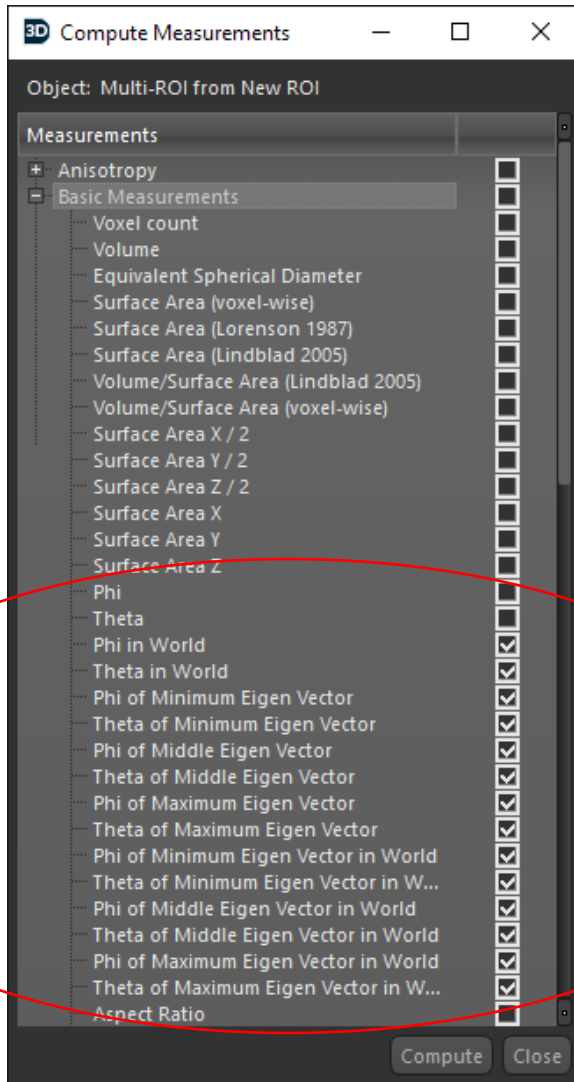 3D Compute Measurements
Object: Multi-ROI from New ROI
Measurements
Anisotropy
Basic Measurements
Voxel count
Volume
Equivalent Spherical Diameter
Surface Area (voxel-wise)
Surface Area (Lorenson 1987)
Surface Area (Lindblad 2005)
Volume/Surface Area (Lindblad 2005)
Volume/Surface Area (voxel-wise)
Surface Area X / 2
Surface Area Y / 2
Surface Area Z / 2
Surface Area X
Surface Area Y
Surface Area Z
Phi
Theta
Phi in World
Theta in World
Phi of Minimum Eigen Vector
Theta of Minimum Eigen Vector
Phi of Middle Eigen Vector
Theta of Middle Eigen Vector
Phi of Maximum Eigen Vector
Theta of Maximum Eigen Vector
Phi of Minimum Eigen Vector in World
Theta of Minimum Eigen Vector in W...
Phi of Middle Eigen Vector in World
Theta of Middle Eigen Vector in World
Phi of Maximum Eigen Vector in World
Theta of Maximum Eigen Vector in W...
Aspect Ratio
Compute Close